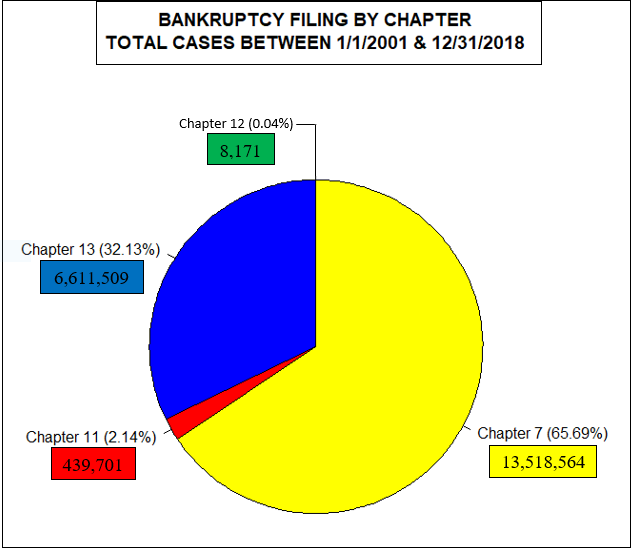 BANKRUPTCY FILING BY CHAPTER
TOTAL CASES BETWEEN 1/1/2001 & 12/31/2018
Chapter 12 (0.04%)
8,171
Chapter 13 (32.13%)
6,611,509
Chapter 11 (2.14%)
439,701
Chapter 7 (65.69%)
13,518,564